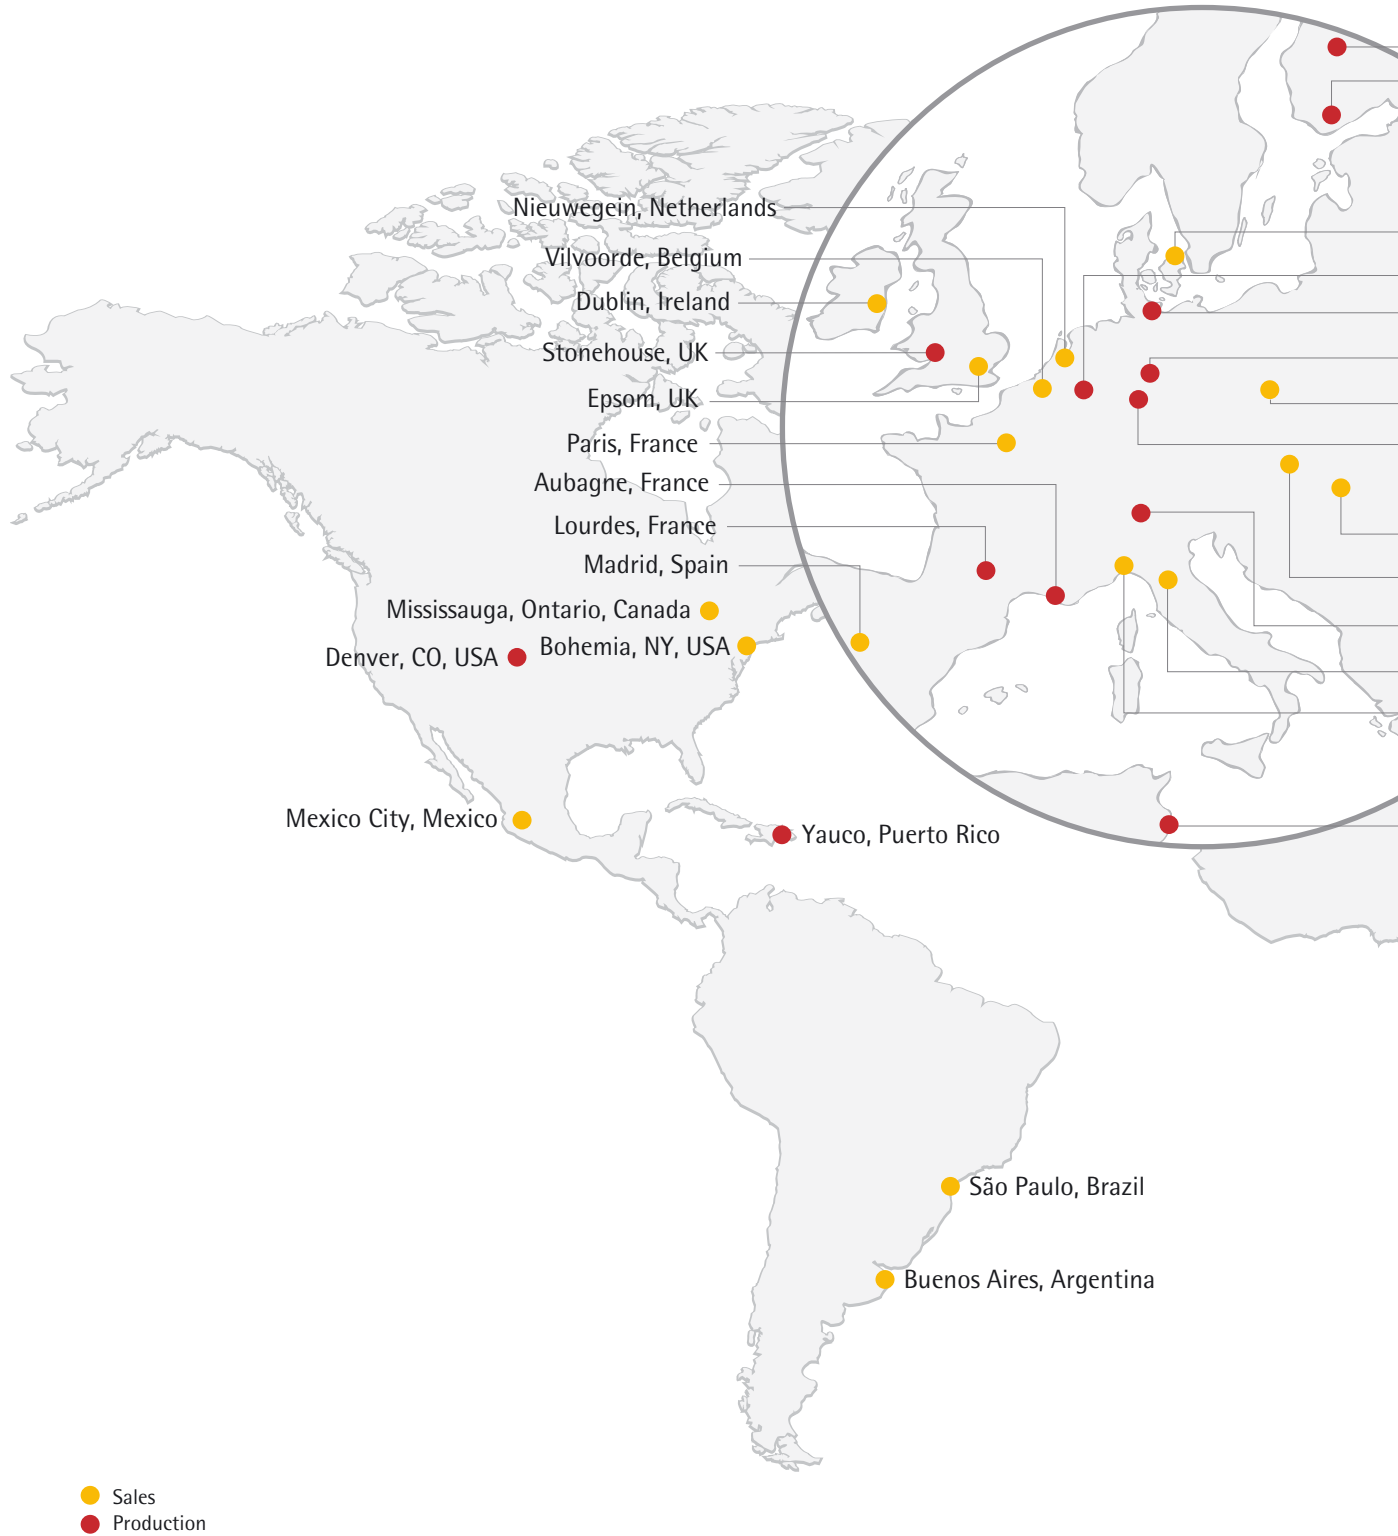 Nieuwegein, Netherlands
Vilvoorde, Belgium
Dublin, Ireland
Stonehouse, UK
Epsom, UK
Paris, France
Aubagne, France
Lourdes, France
Madrid, Spain
Mississauga, Ontario, Canada
Bohemia, NY, USA
Denver, CO, USA
Mexico City, Mexico
Yauco, Puerto Rico
São Paulo, Brazil
Buenos Aires, Argentina
Sales
Production